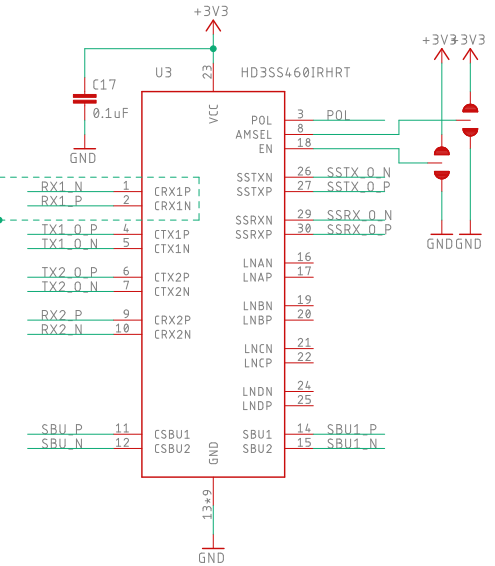 +3V3
+3V3 +3V3
U3
HD3SS460IRHRT
23
C17
0.1uF
VCC
GND
POL 3 POL
AMSEL 8
EN 18
RX1_N 1 CRX1P
RX1_P 2 CRX1N
SSTXN 26 SSTX_O_N
SSTXP 27 SSTX_O_P
TX1_O_P 4 CTX1P
TX1_O_N 5 CTX1N
SSRXN 29 SSRX_O_N
SSRXP 30 SSRX_O_P
GND GND
LNAN 16
LNAP 17
TX2_O_P 6 CTX2P
TX2_O_N 7 CTX2N
LNBN 19
LNBP 20
RX2_P 9 CRX2P
RX2_N 10 CRX2N
LNCN 21
LNCP 22
LNDN 24
LNDP 25
SBU_P 11 CSBU1
SBU_N 12 CSBU2
SBU1 14 SBU1_P
SBU2 15 SBU1_N
GND
13*9
GND